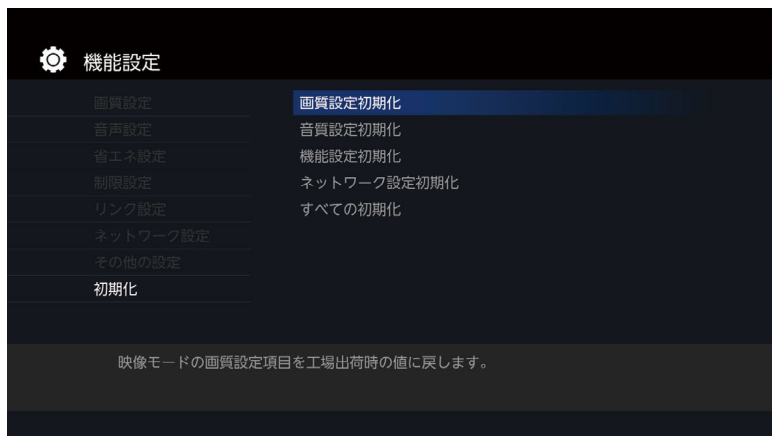 機能設定
画質設定
音声設定
省エネ設定
制限設定
リンク設定
ネットワーク設定
その他の設定
初期化
画質設定初期化
音質設定初期化
機能設定初期化
ネットワーク設定初期化
すべての初期化
映像モードの画質設定項目を工場出荷時の値に戻します。